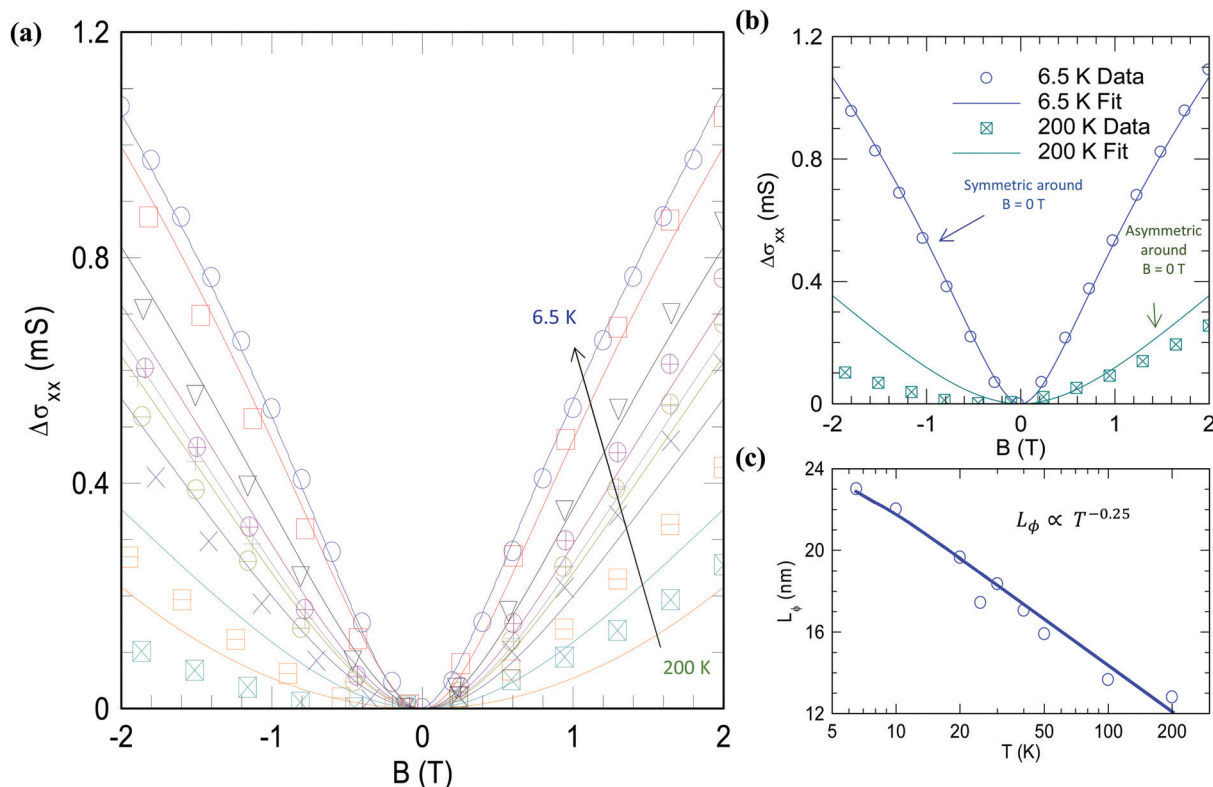 (a)
1.2
0.8
0.4
0
Δσxx (mS)
6.5 K
200 K
-2 -1 0 1 2
B (T)
(b)
1.2
0.8
0.4
0
Δσxx (mS)
6.5 K Data
6.5 K Fit
200 K Data
200 K Fit
Symmetric around
B = 0 T
Asymmetric
around
B = 0 T
-2 -1 0 1 2
B (T)
(c)
24
22
20
18
16
14
12
Lϕ (nm)
Lϕ ∝ T^−0.25
5 10 20 50 100 200
T (K)